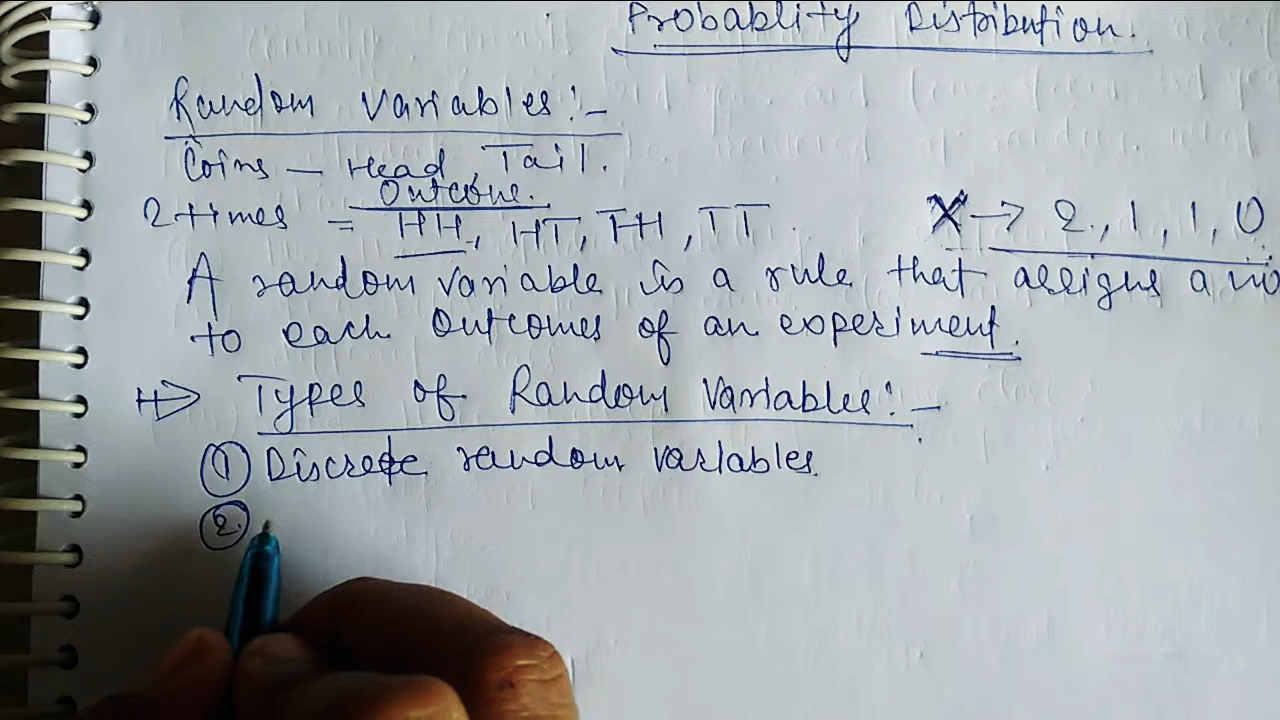 Probablity Distribution.
Random Variables:-
Coins — Head, Tail.
Outcome.
2 times = HH, HT, TH, TT
X → 2, 1, 1, 0
A random variable is a rule that assigns a no
to each outcomes of an experiment.
Types of Random Variables:-
① Discrete random variables.
②